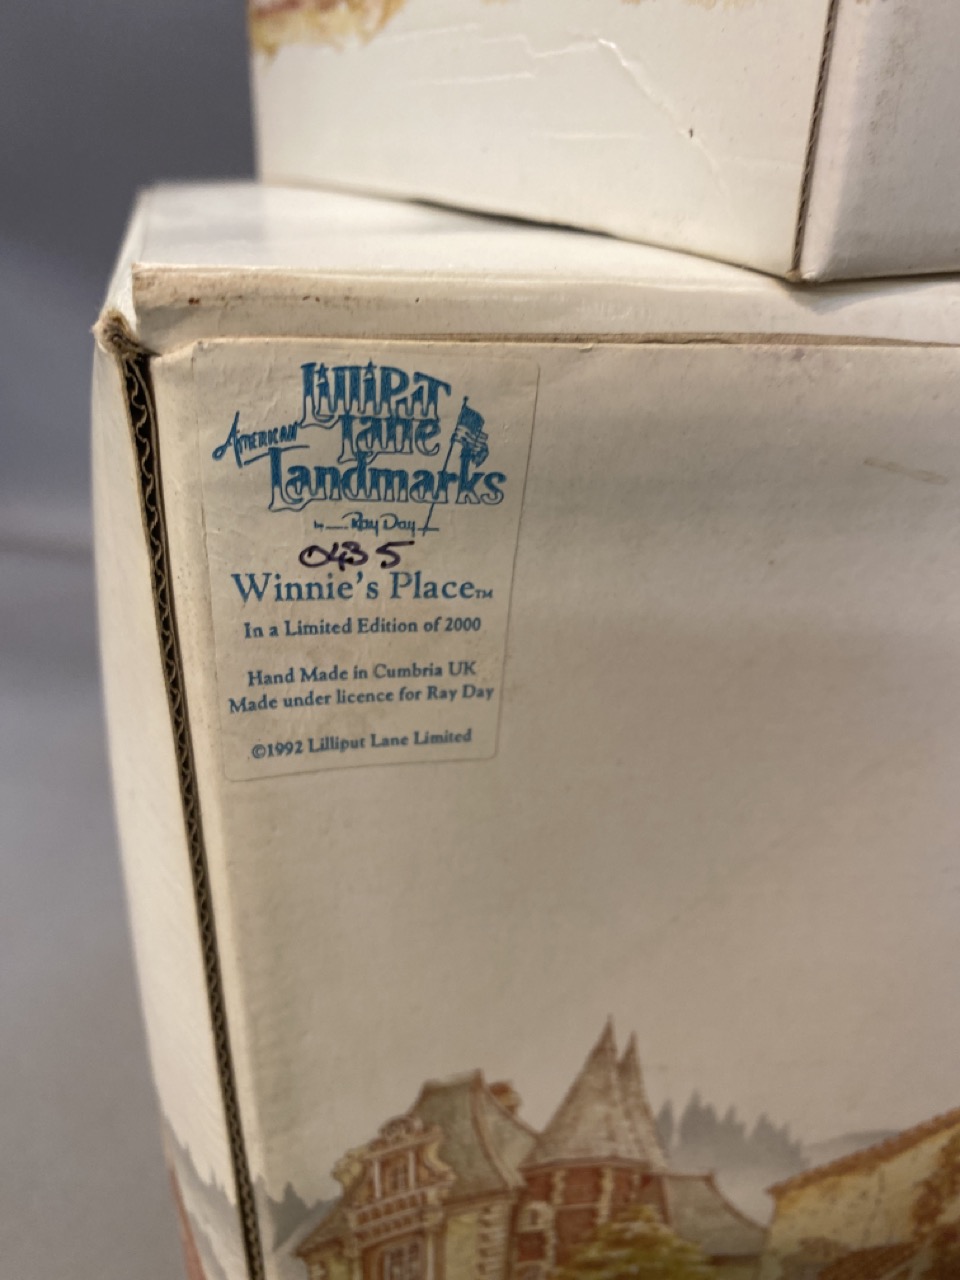 LILLIPUT
AMERICAN Lane
Landmarks
by Ray Day
0435
Winnie's Place™
In a Limited Edition of 2000
Hand Made in Cumbria UK
Made under licence for Ray Day
©1992 Lilliput Lane Limited